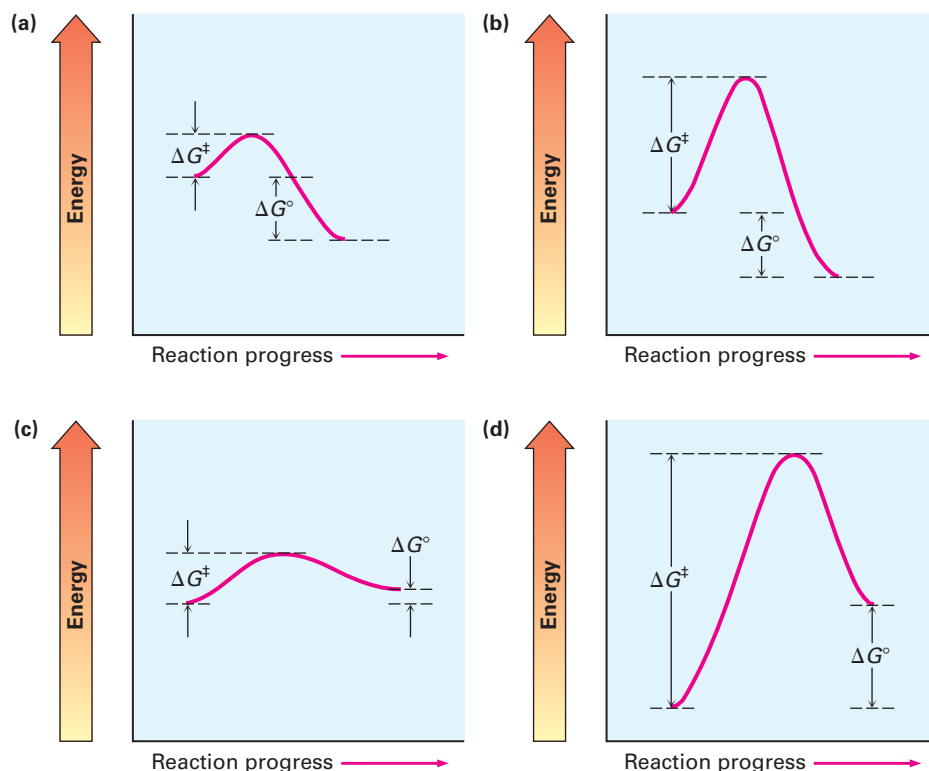 (a)
Energy
ΔG‡
ΔG°
Reaction progress
(b)
Energy
ΔG‡
ΔG°
Reaction progress
(c)
Energy
ΔG‡
ΔG°
Reaction progress
(d)
Energy
ΔG‡
ΔG°
Reaction progress